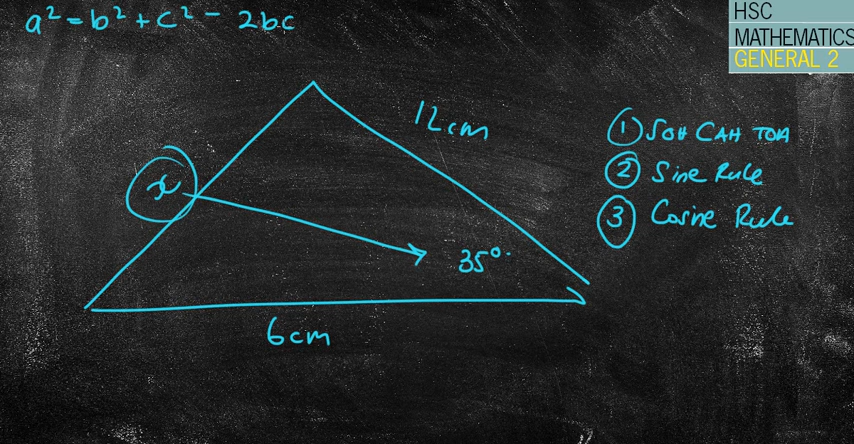 a² = b² + c² - 2bc
HSC
MATHEMATICS
GENERAL 2
12cm
① SOH CAH TOA
x
② Sine Rule
③ Cosine Rule
35°
6cm